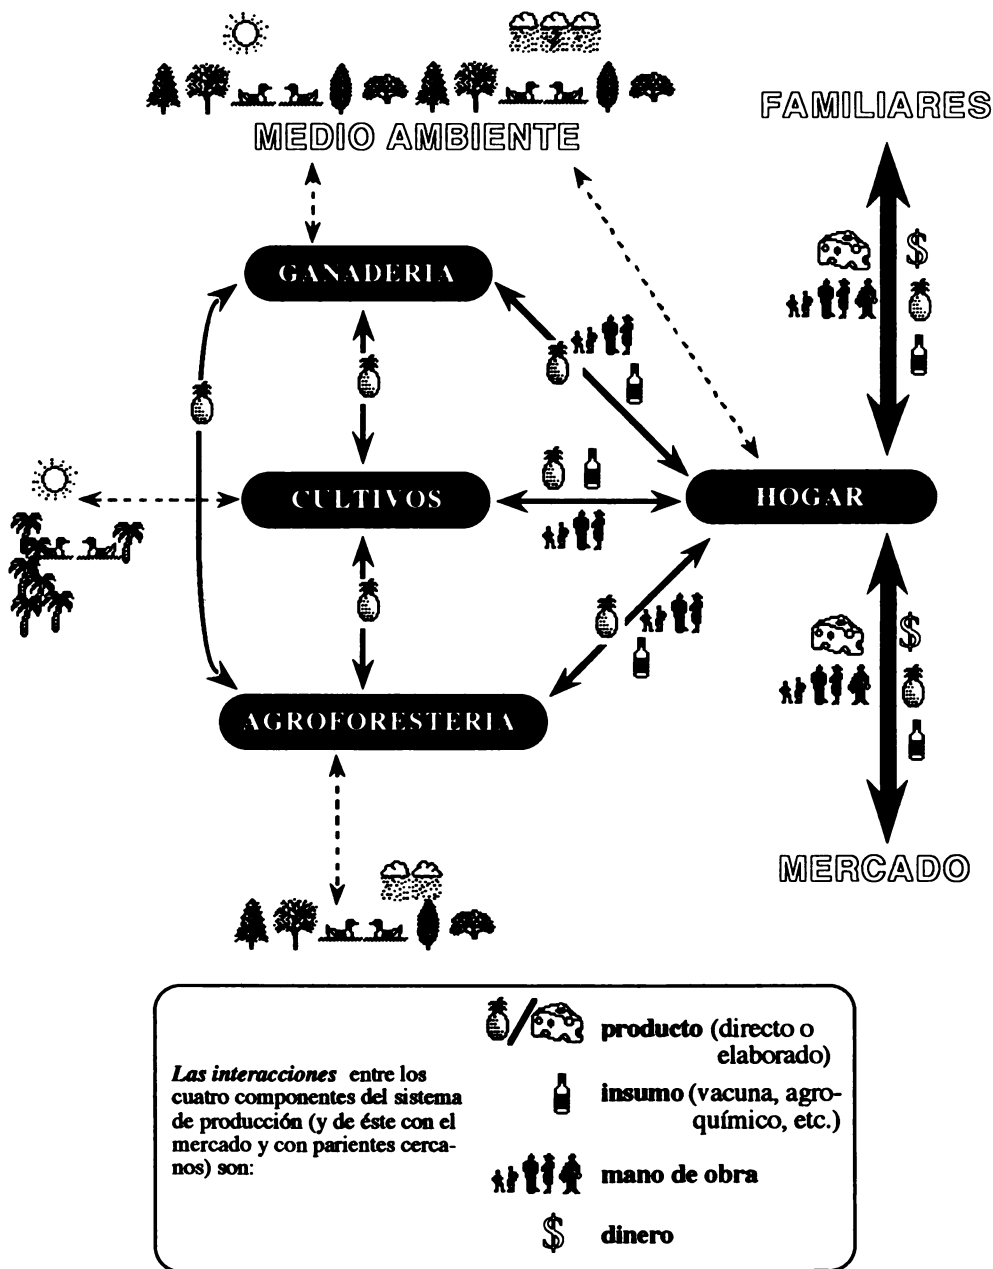 FAMILIARES
MEDIO AMBIENTE
GANADERIA
$
CULTIVOS
HOGAR
$
AGROFORESTERIA
MERCADO
Las interacciones entre los
cuatro componentes del sistema
de producción (y de éste con el
mercado y con parientes cerca-
nos) son:
producto (directo o
elaborado)
insumo (vacuna, agro-
químico, etc.)
mano de obra
$ dinero